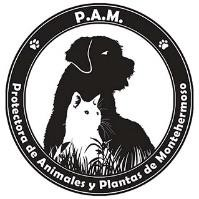 P.A.M.
Protectora de Animales y Plantas de Montehermoso